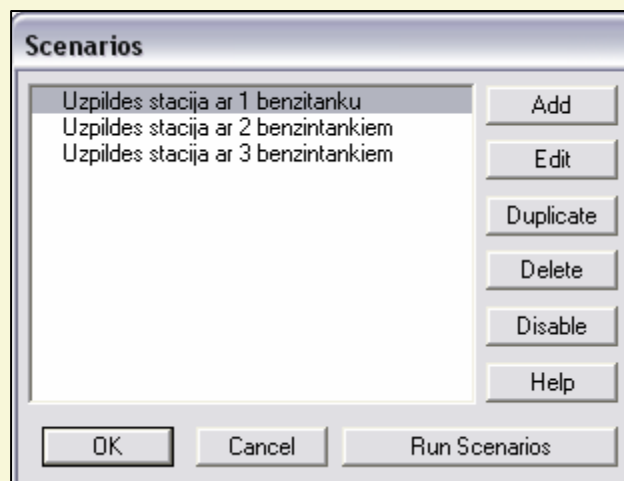 Scenarios
Uzpildes stacija ar 1 benzitanku
Uzpildes stacija ar 2 benzintankiem
Uzpildes stacija ar 3 benzintankiem
Add
Edit
Duplicate
Delete
Disable
Help
OK
Cancel
Run Scenarios